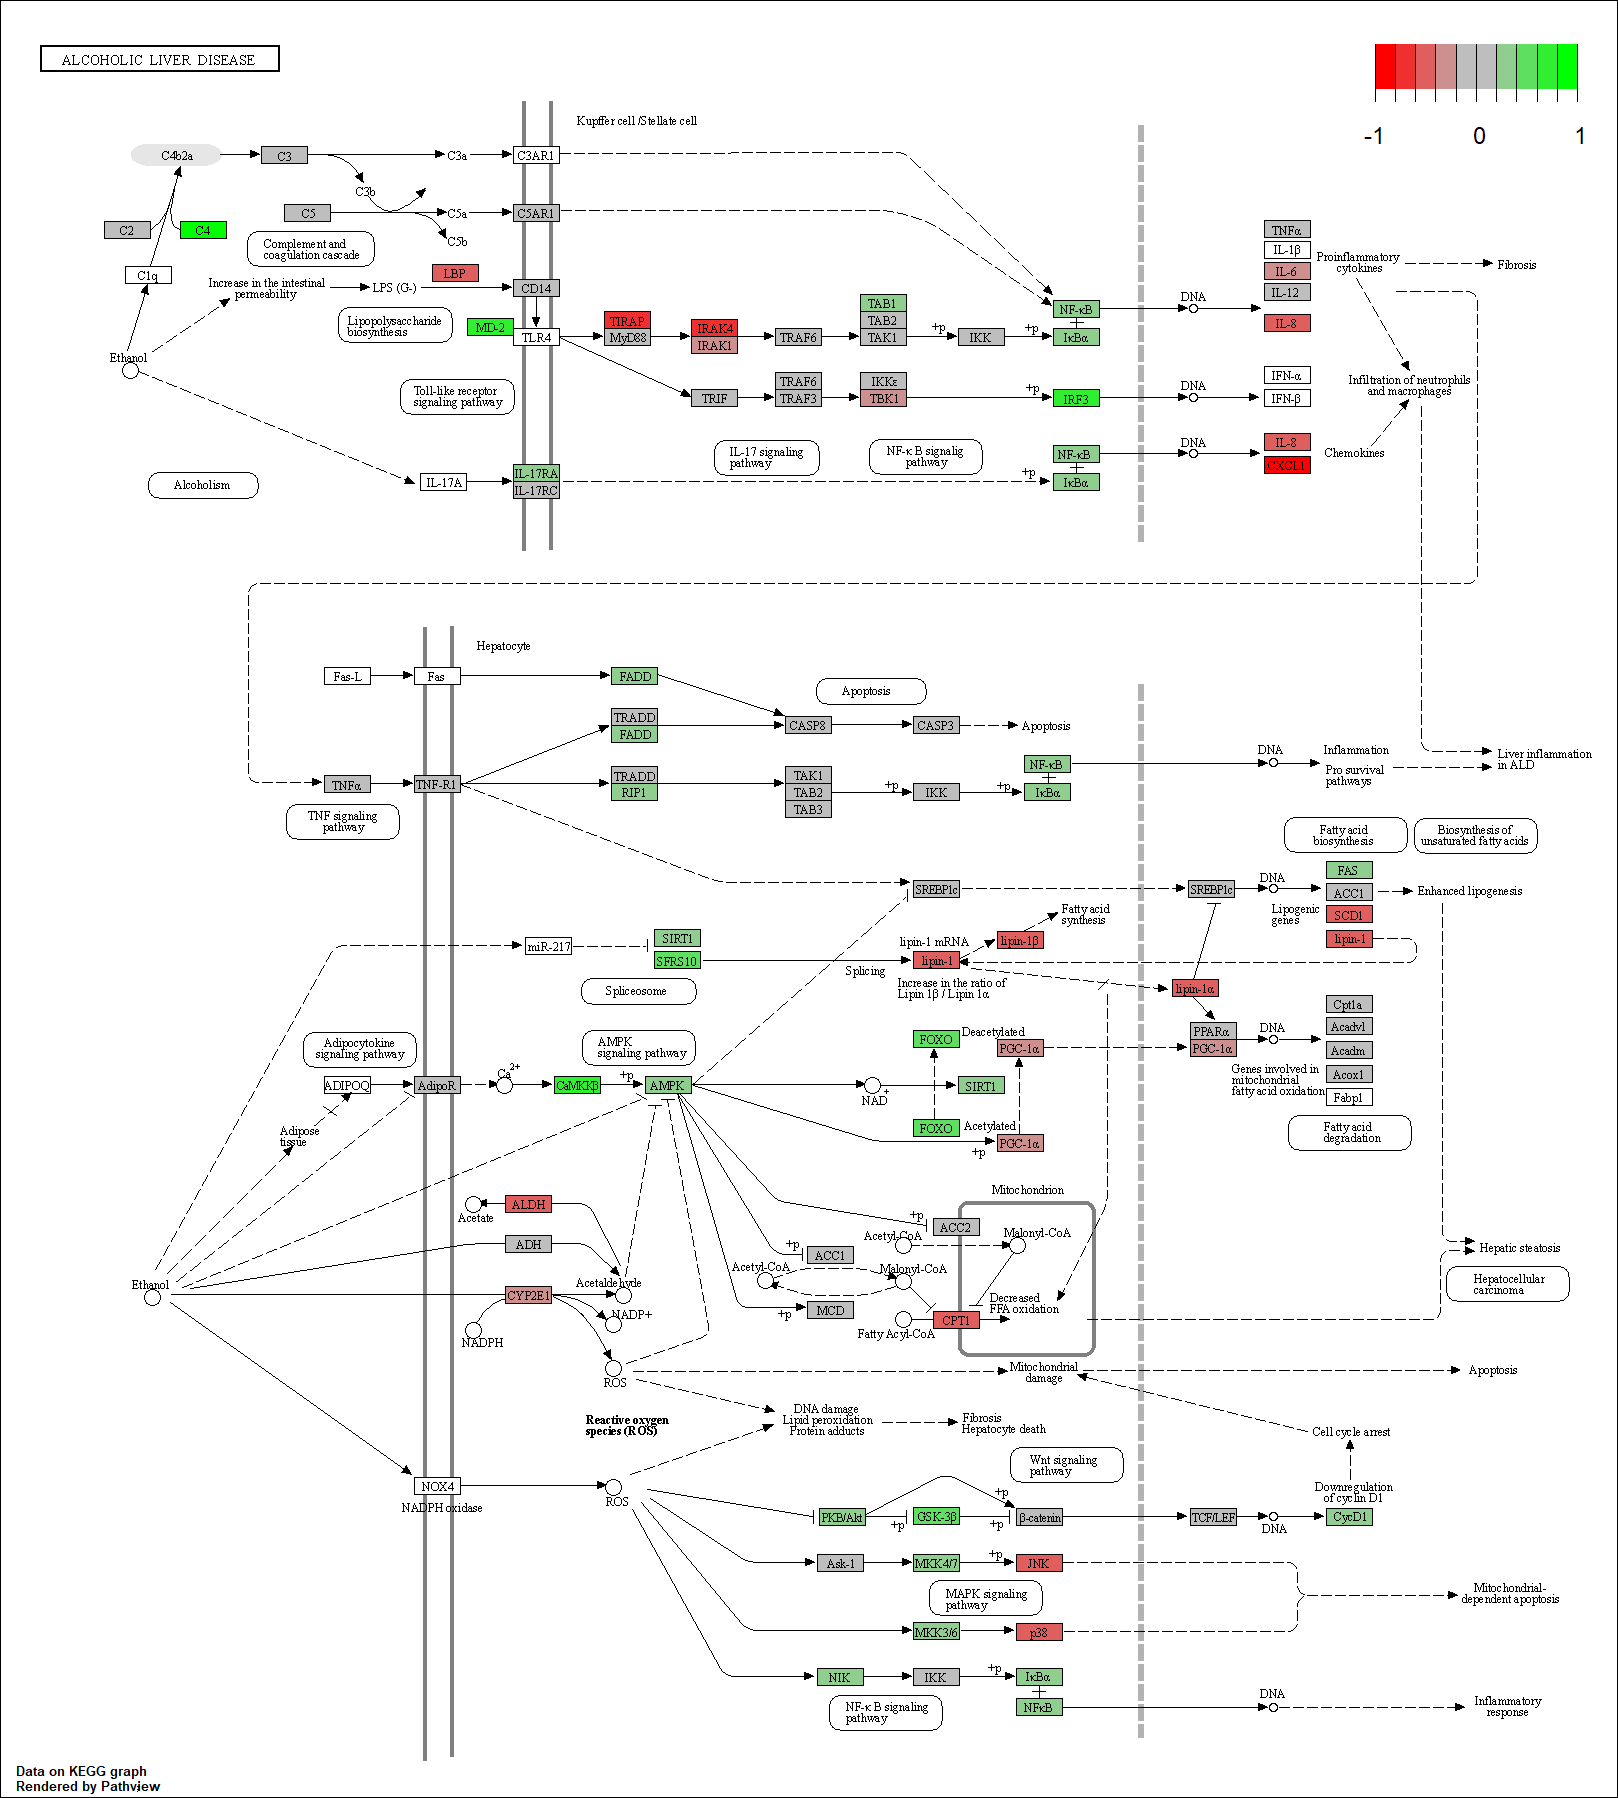 ALCOHOLIC LIVER DISEASE
-1
0
1
Kupffer cell /Stellate cell
C4b2a
C3
C3a
C3AR1
C3b
C5
C5a
C5AR1
C2
C4
C5b
Complement and
coagulation cascade
C1q
LBP
Increase in the intestinal
permeability
LPS (G-)
CD14
Lipopolysaccharide
biosynthesis
MD-2
TLR4
TIRAP
MyD88
IRAK4
IRAK1
TRAF6
TAB1
TAB2
TAK1
+p
IKK
+p
NF-κB
IκBα
DNA
TNFα
IL-1β
IL-6
IL-12
IL-8
Proinflammatory
cytokines
Fibrosis
Ethanol
Toll-like receptor
signaling pathway
TRIF
TRAF6
TRAF3
IKKε
TBK1
+p
IRF3
DNA
IFN-α
IFN-β
Infiltration of neutrophils
and macrophages
IL-17 signaling
pathway
NF-κ B signalig
pathway
NF-κB
IκBα
DNA
IL-8
CXCL1
Chemokines
Alcoholism
IL-17A
IL-17RA
IL-17RC
+p
Hepatocyte
Fas-L
Fas
FADD
Apoptosis
TRADD
FADD
CASP8
CASP3
Apoptosis
TNFα
TNF-R1
TRADD
RIP1
TAK1
TAB2
TAB3
+p
IKK
+p
NF-κB
IκBα
DNA
Inflammation
Pro survival
pathways
Liver inflammation
in ALD
TNF signaling
pathway
Fatty acid
biosynthesis
Biosynthesis of
unsaturated fatty acids
SREBP1c
SREBP1c
DNA
FAS
ACC1
SCD1
lipin-1
Lipogenic
genes
Enhanced lipogenesis
miR-217
SIRT1
SFRS10
Spliceosome
Splicing
lipin-1 mRNA
lipin-1
lipin-1β
Fatty acid
synthesis
Increase in the ratio of
Lipin 1β / Lipin 1α
lipin-1α
PPARα
PGC-1α
DNA
Cpt1a
Acadvl
Acadm
Acox1
Fabp1
Genes involved in
mitochondrial
fatty acid oxidation
Fatty acid
degradation
Adipocytokine
signaling pathway
AMPK
signaling pathway
ADIPOQ
AdipoR
Ca2+
CaMKKβ
+p
AMPK
NAD+
SIRT1
FOXO
Deacetylated
PGC-1α
FOXO
Acetylated
PGC-1α
+p
Adipose
tissue
Mitochondrion
Acetate
ALDH
ADH
CYP2E1
Acetaldehyde
NADP+
NADPH
ROS
+p
ACC1
Acetyl-CoA
Malonyl-CoA
+p
MCD
+p
ACC2
Acetyl-CoA
Malonyl-CoA
Decreased
FFA oxidation
Fatty Acyl-CoA
CPT1
Hepatic steatosis
Hepatocellular
carcinoma
Ethanol
Mitochondrial
damage
Apoptosis
DNA damage
Lipid peroxidation
Protein adducts
Fibrosis
Hepatocyte death
Reactive oxygen
species (ROS)
Cell cycle arrest
Wnt signaling
pathway
Downregulation
of cyclin D1
NOX4
NADPH oxidase
ROS
PKB/Akt
+p
GSK-3β
+p
+p
β-catenin
TCF/LEF
DNA
CycD1
Ask-1
MKK4/7
+p
JNK
MAPK signaling
pathway
Mitochondrial-
dependent apoptosis
MKK3/6
p38
NIK
IKK
+p
IκBα
NFκB
NF-κ B signaling
pathway
DNA
Inflammatory
response
Data on KEGG graph
Rendered by Pathview